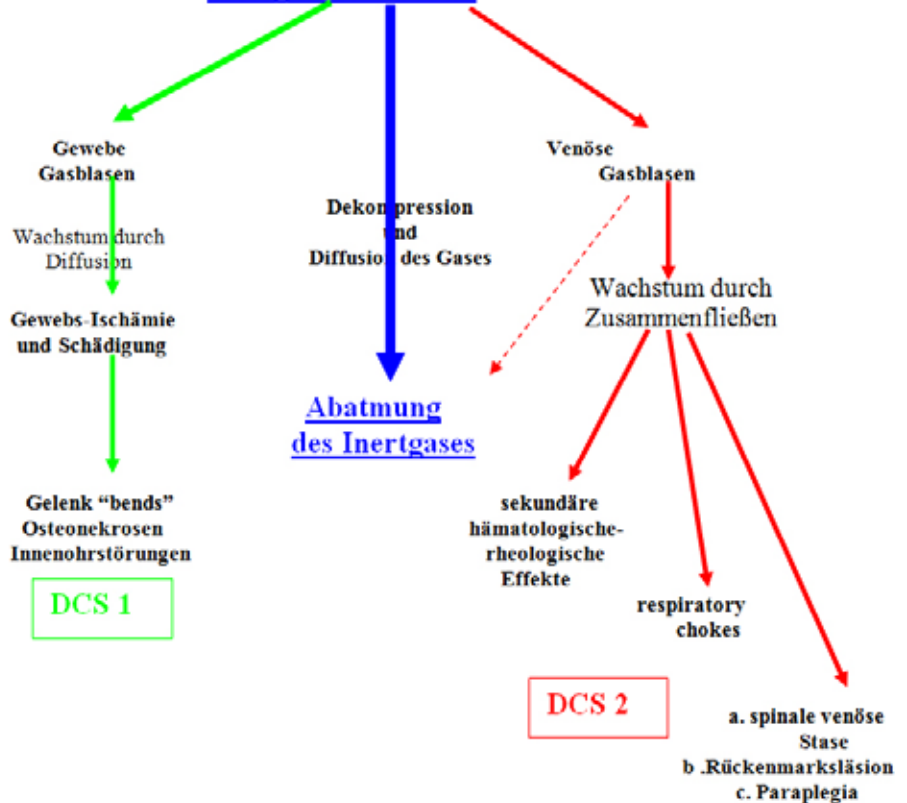 Gewebe
Gasblasen
Wachstum durch
Diffusion
Gewebs-Ischämie
und Schädigung
Gelenk “bends”
Osteonekrosen
Innenohrstörungen
DCS 1
Dekompression
und
Diffusion des Gases
Abatmung
des Inertgases
Venöse
Gasblasen
Wachstum durch
Zusammenfließen
sekundäre
hämatologische-
rheologische
Effekte
respiratory
chokes
DCS 2
a. spinale venöse
Stase
b .Rückenmarksläsion
c. Paraplegia